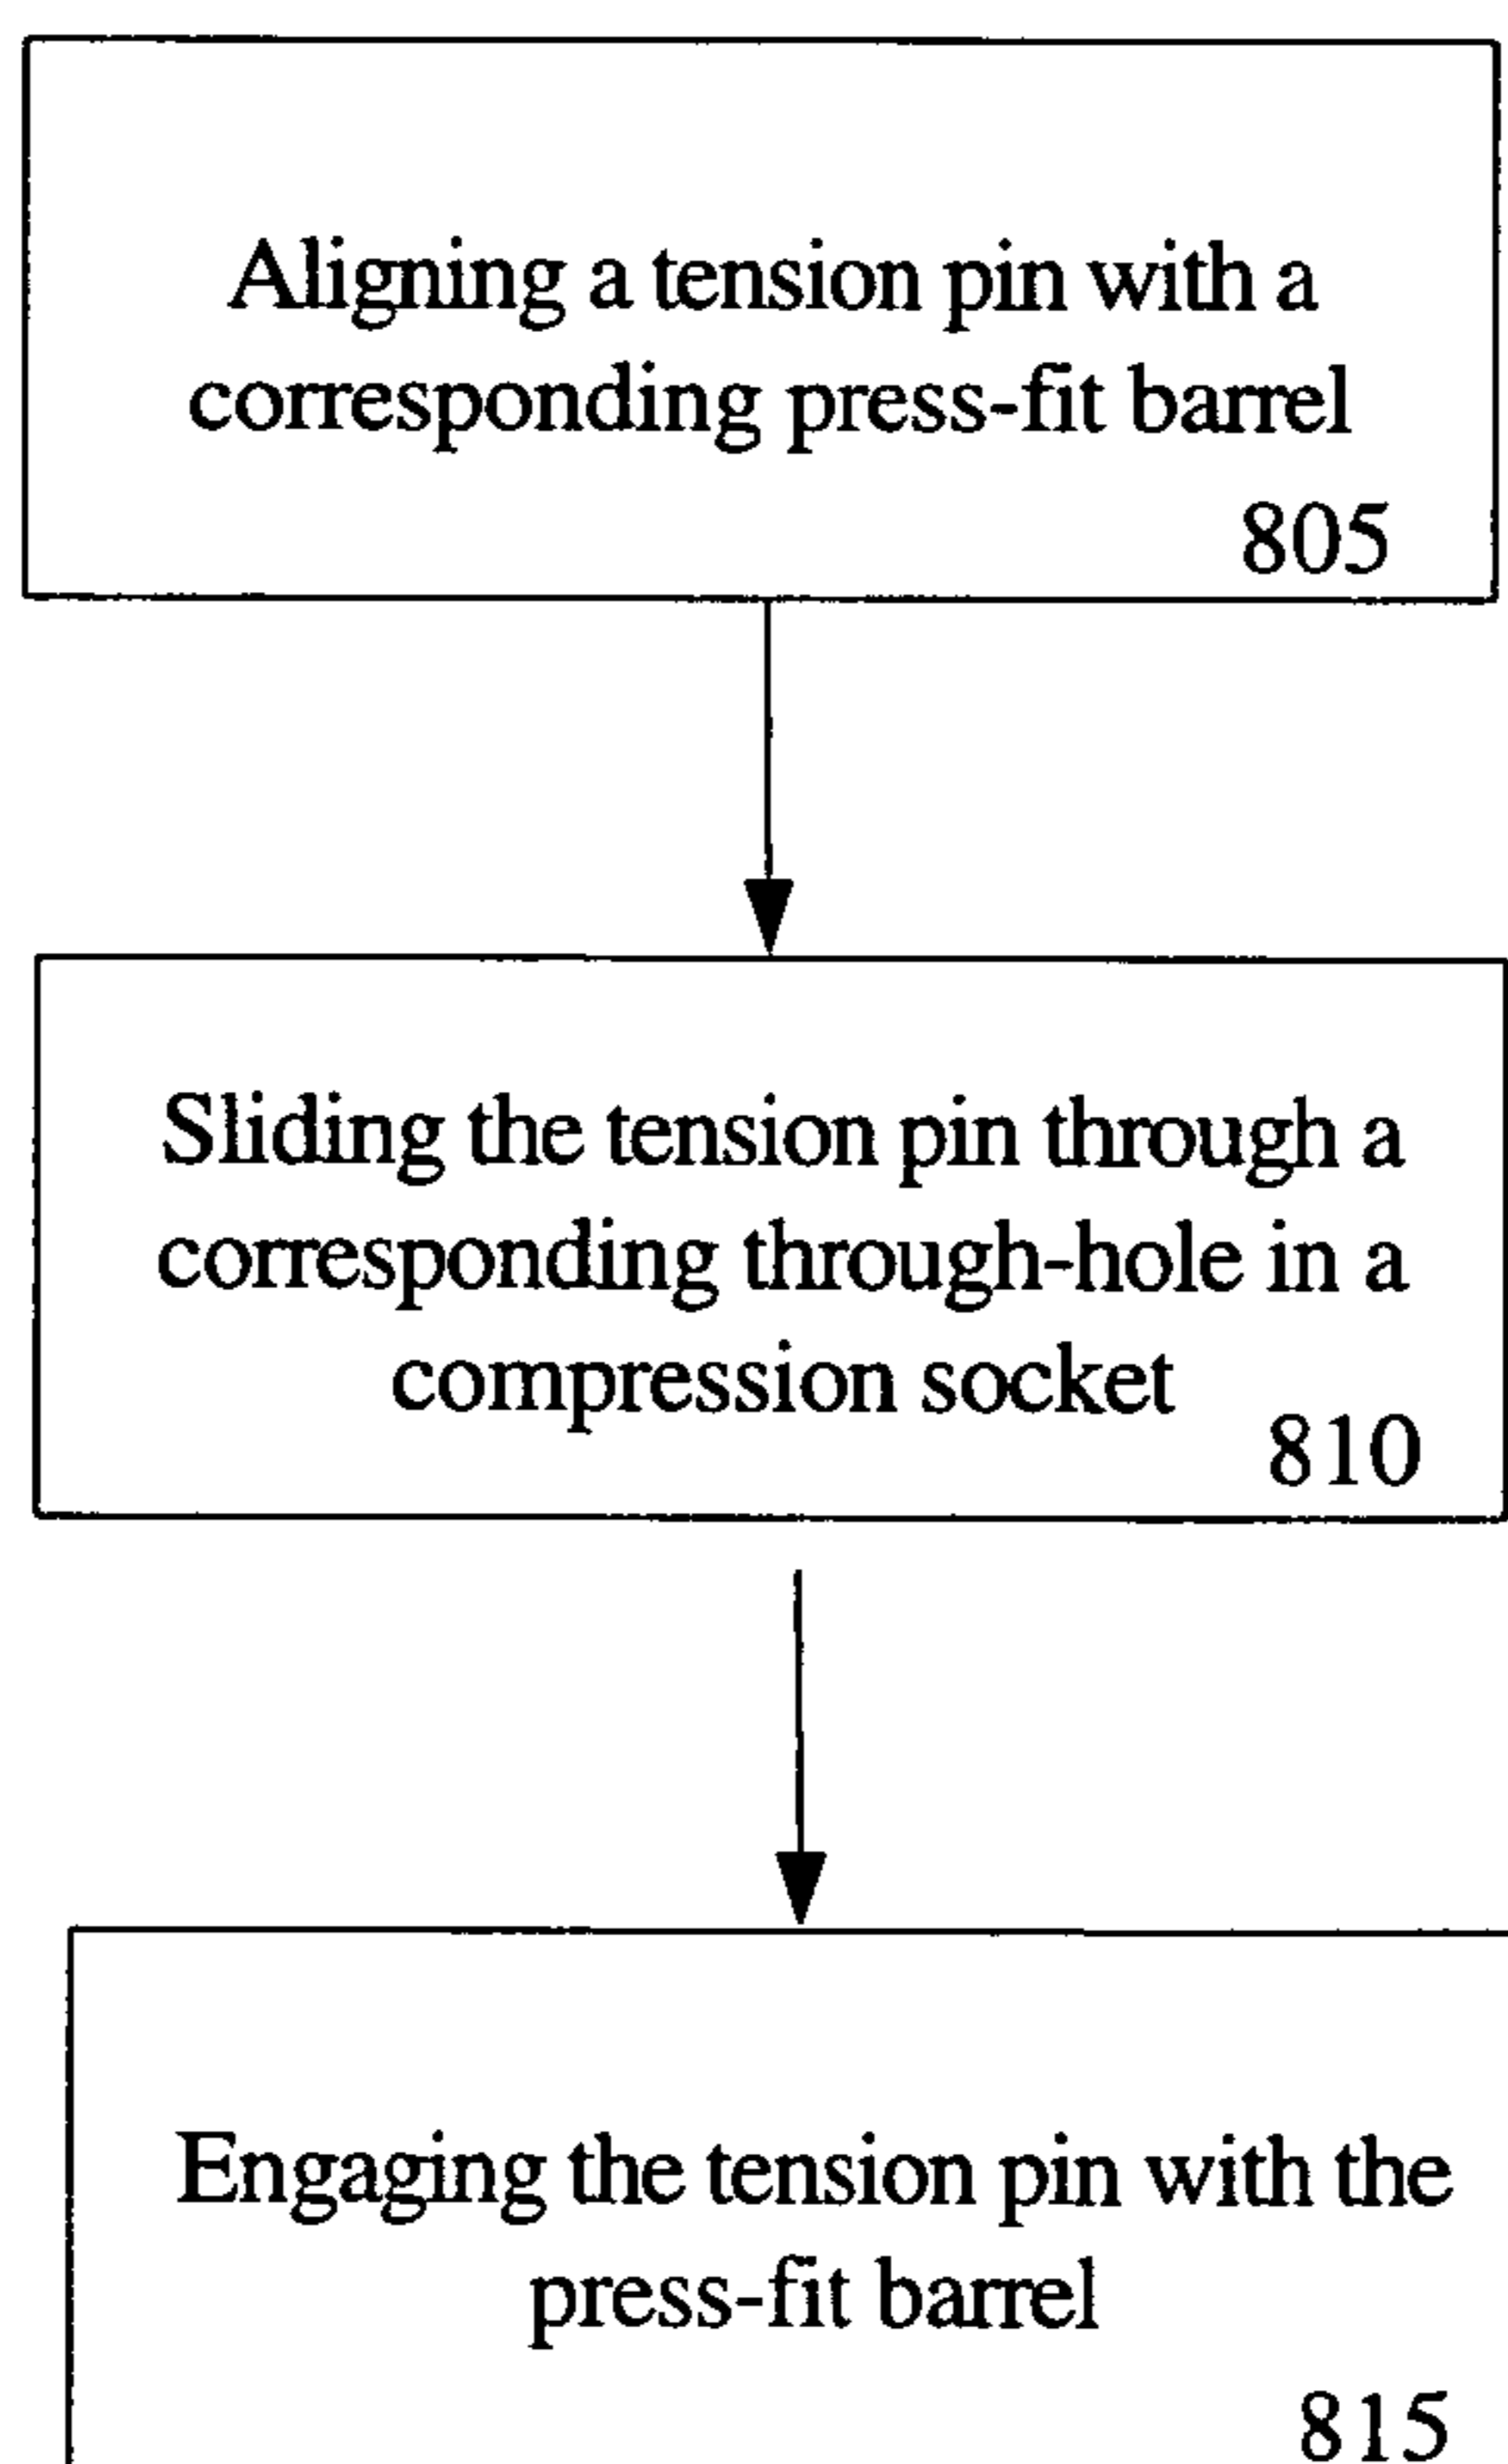 Aligning a tension pin with a
corresponding press-fit barrel
805
Sliding the tension pin through a
corresponding through-hole in a
compression socket
810
Engaging the tension pin with the
press-fit barrel
815